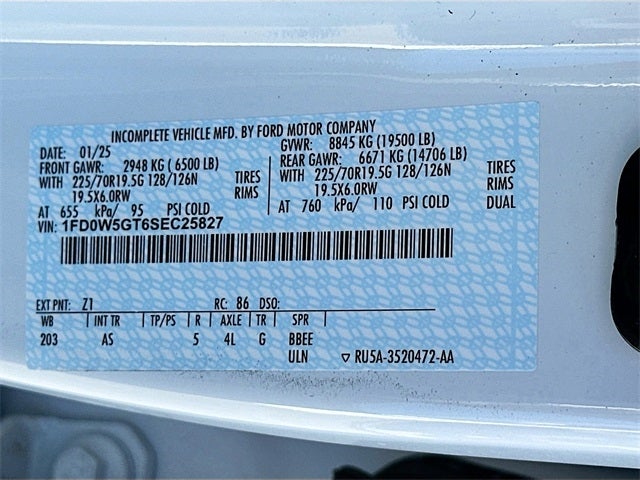 INCOMPLETE VEHICLE MFD. BY FORD MOTOR COMPANY
DATE: 01/25 GVWR: 8845 KG (19500 LB)
FRONT GAWR: 2948 KG ( 6500 LB) REAR GAWR: 6671 KG (14706 LB)
WITH 225/70R19.5G 128/126N TIRES WITH 225/70R19.5G 128/126N TIRES
19.5X6.0RW RIMS 19.5X6.0RW RIMS
AT 655 kPa/ 95 PSI COLD AT 760 kPa/ 110 PSI COLD DUAL
VIN: 1FD0W5GT6SEC25827
EXT PNT: Z1 RC: 86 DSO:
WB | INT TR | TP/PS | R | AXLE | TR | SPR |
203 AS 5 4L G BBEE
ULN ▽ RU5A-3520472-AA